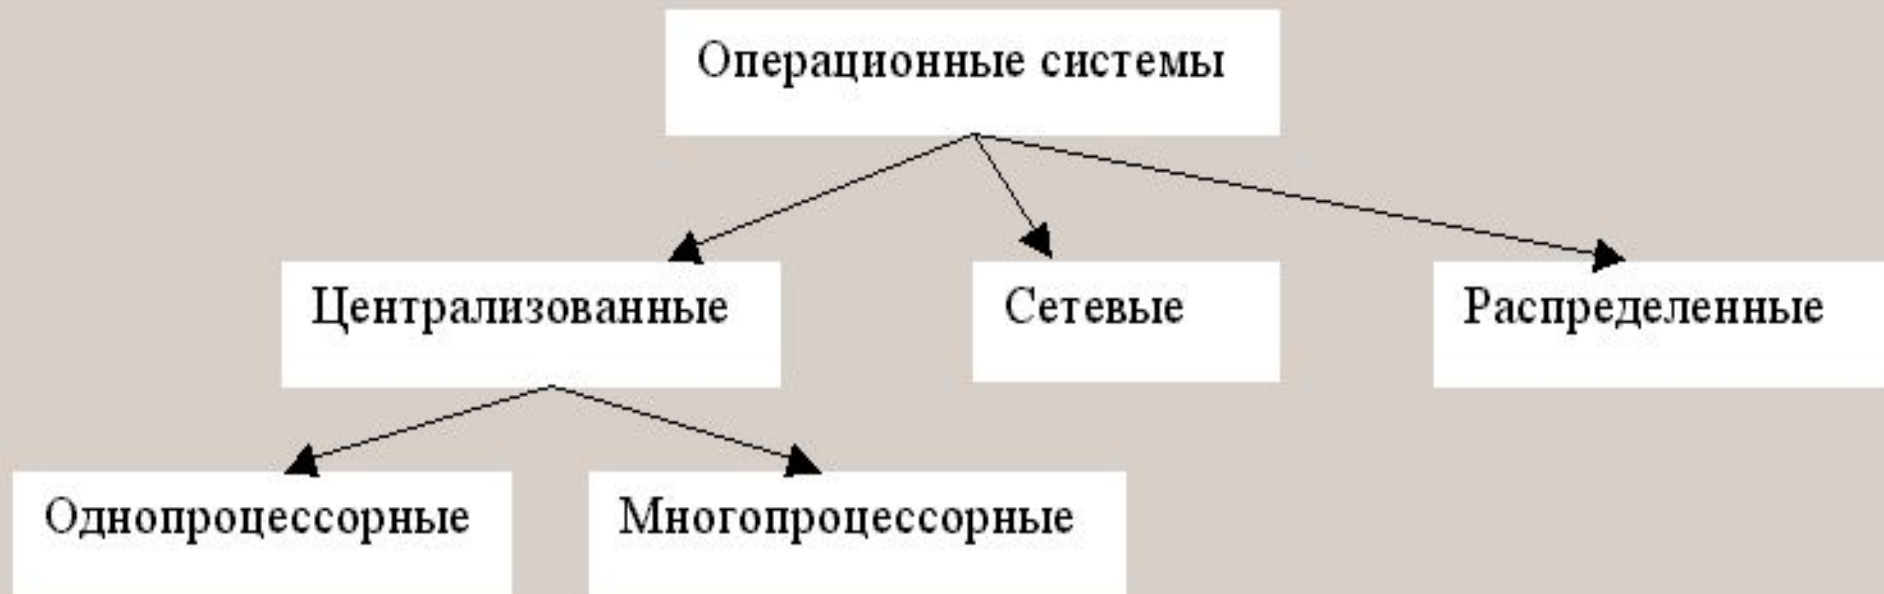 Операционные системы
Централизованные
Сетевые
Распределенные
Однопроцессорные
Многопроцессорные